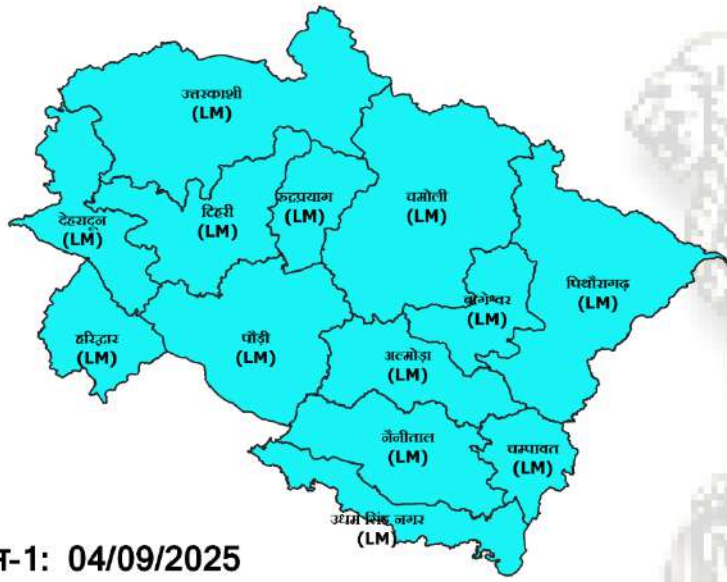 उत्तरकाशी
(LM)
देहरादून
(LM)
टिहरी
(LM)
रुद्रप्रयाग
(LM)
चमोली
(LM)
बागेश्वर
(LM)
पिथौरागढ़
(LM)
हरिद्वार
(LM)
पौड़ी
(LM)
अल्मोड़ा
(LM)
नैनीताल
(LM)
चम्पावत
(LM)
उधम सिंह नगर
(LM)
-1: 04/09/2025